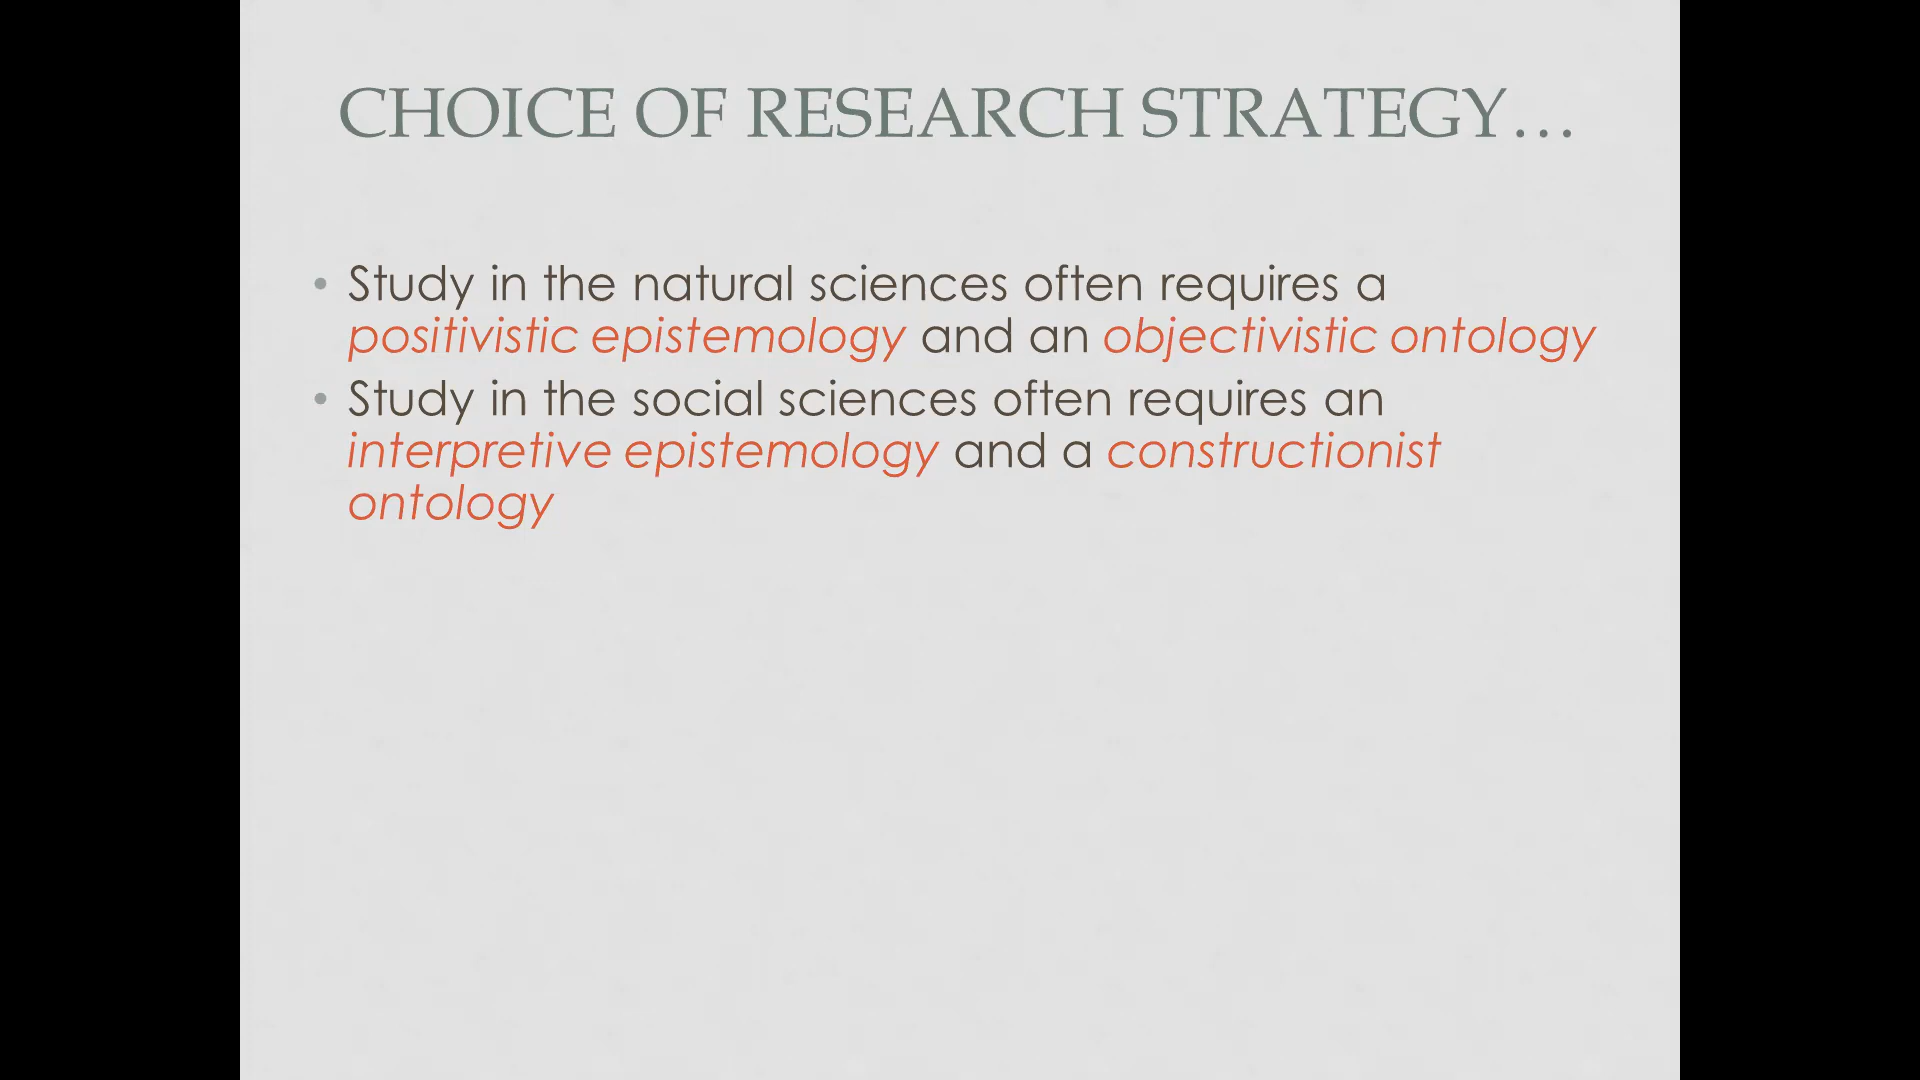 CHOICE OF RESEARCH STRATEGY…
• Study in the natural sciences often requires a
positivistic epistemology and an objectivistic ontology
• Study in the social sciences often requires an
interpretive epistemology and a constructionist
ontology